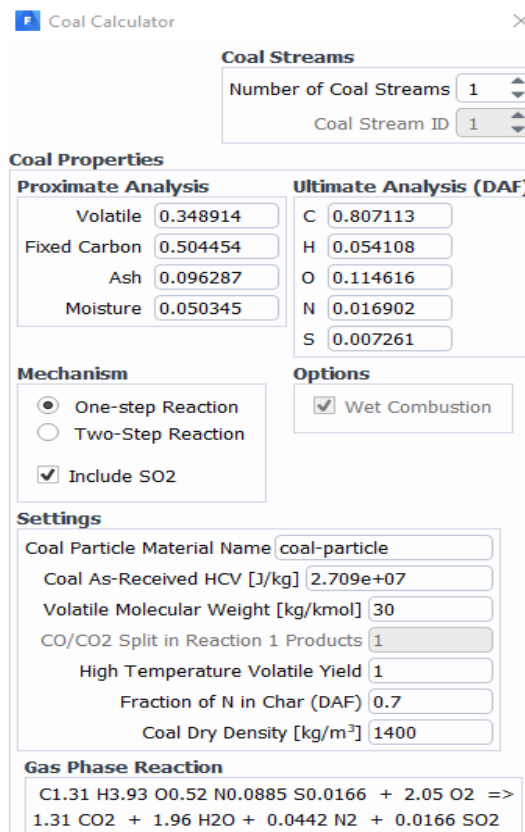 F Coal Calculator
Coal Streams
Number of Coal Streams 1
Coal Stream ID 1
Coal Properties
Proximate Analysis Ultimate Analysis (DAF)
Volatile 0.348914 C 0.807113
Fixed Carbon 0.504454 H 0.054108
Ash 0.096287 O 0.114616
Moisture 0.050345 N 0.016902
S 0.007261
Mechanism Options
One-step Reaction Wet Combustion
Two-Step Reaction
Include SO2
Settings
Coal Particle Material Name coal-particle
Coal As-Received HCV [J/kg] 2.709e+07
Volatile Molecular Weight [kg/kmol] 30
CO/CO2 Split in Reaction 1 Products 1
High Temperature Volatile Yield 1
Fraction of N in Char (DAF) 0.7
Coal Dry Density [kg/m³] 1400
Gas Phase Reaction
C1.31 H3.93 O0.52 N0.0885 S0.0166 + 2.05 O2 =>
1.31 CO2 + 1.96 H2O + 0.0442 N2 + 0.0166 SO2